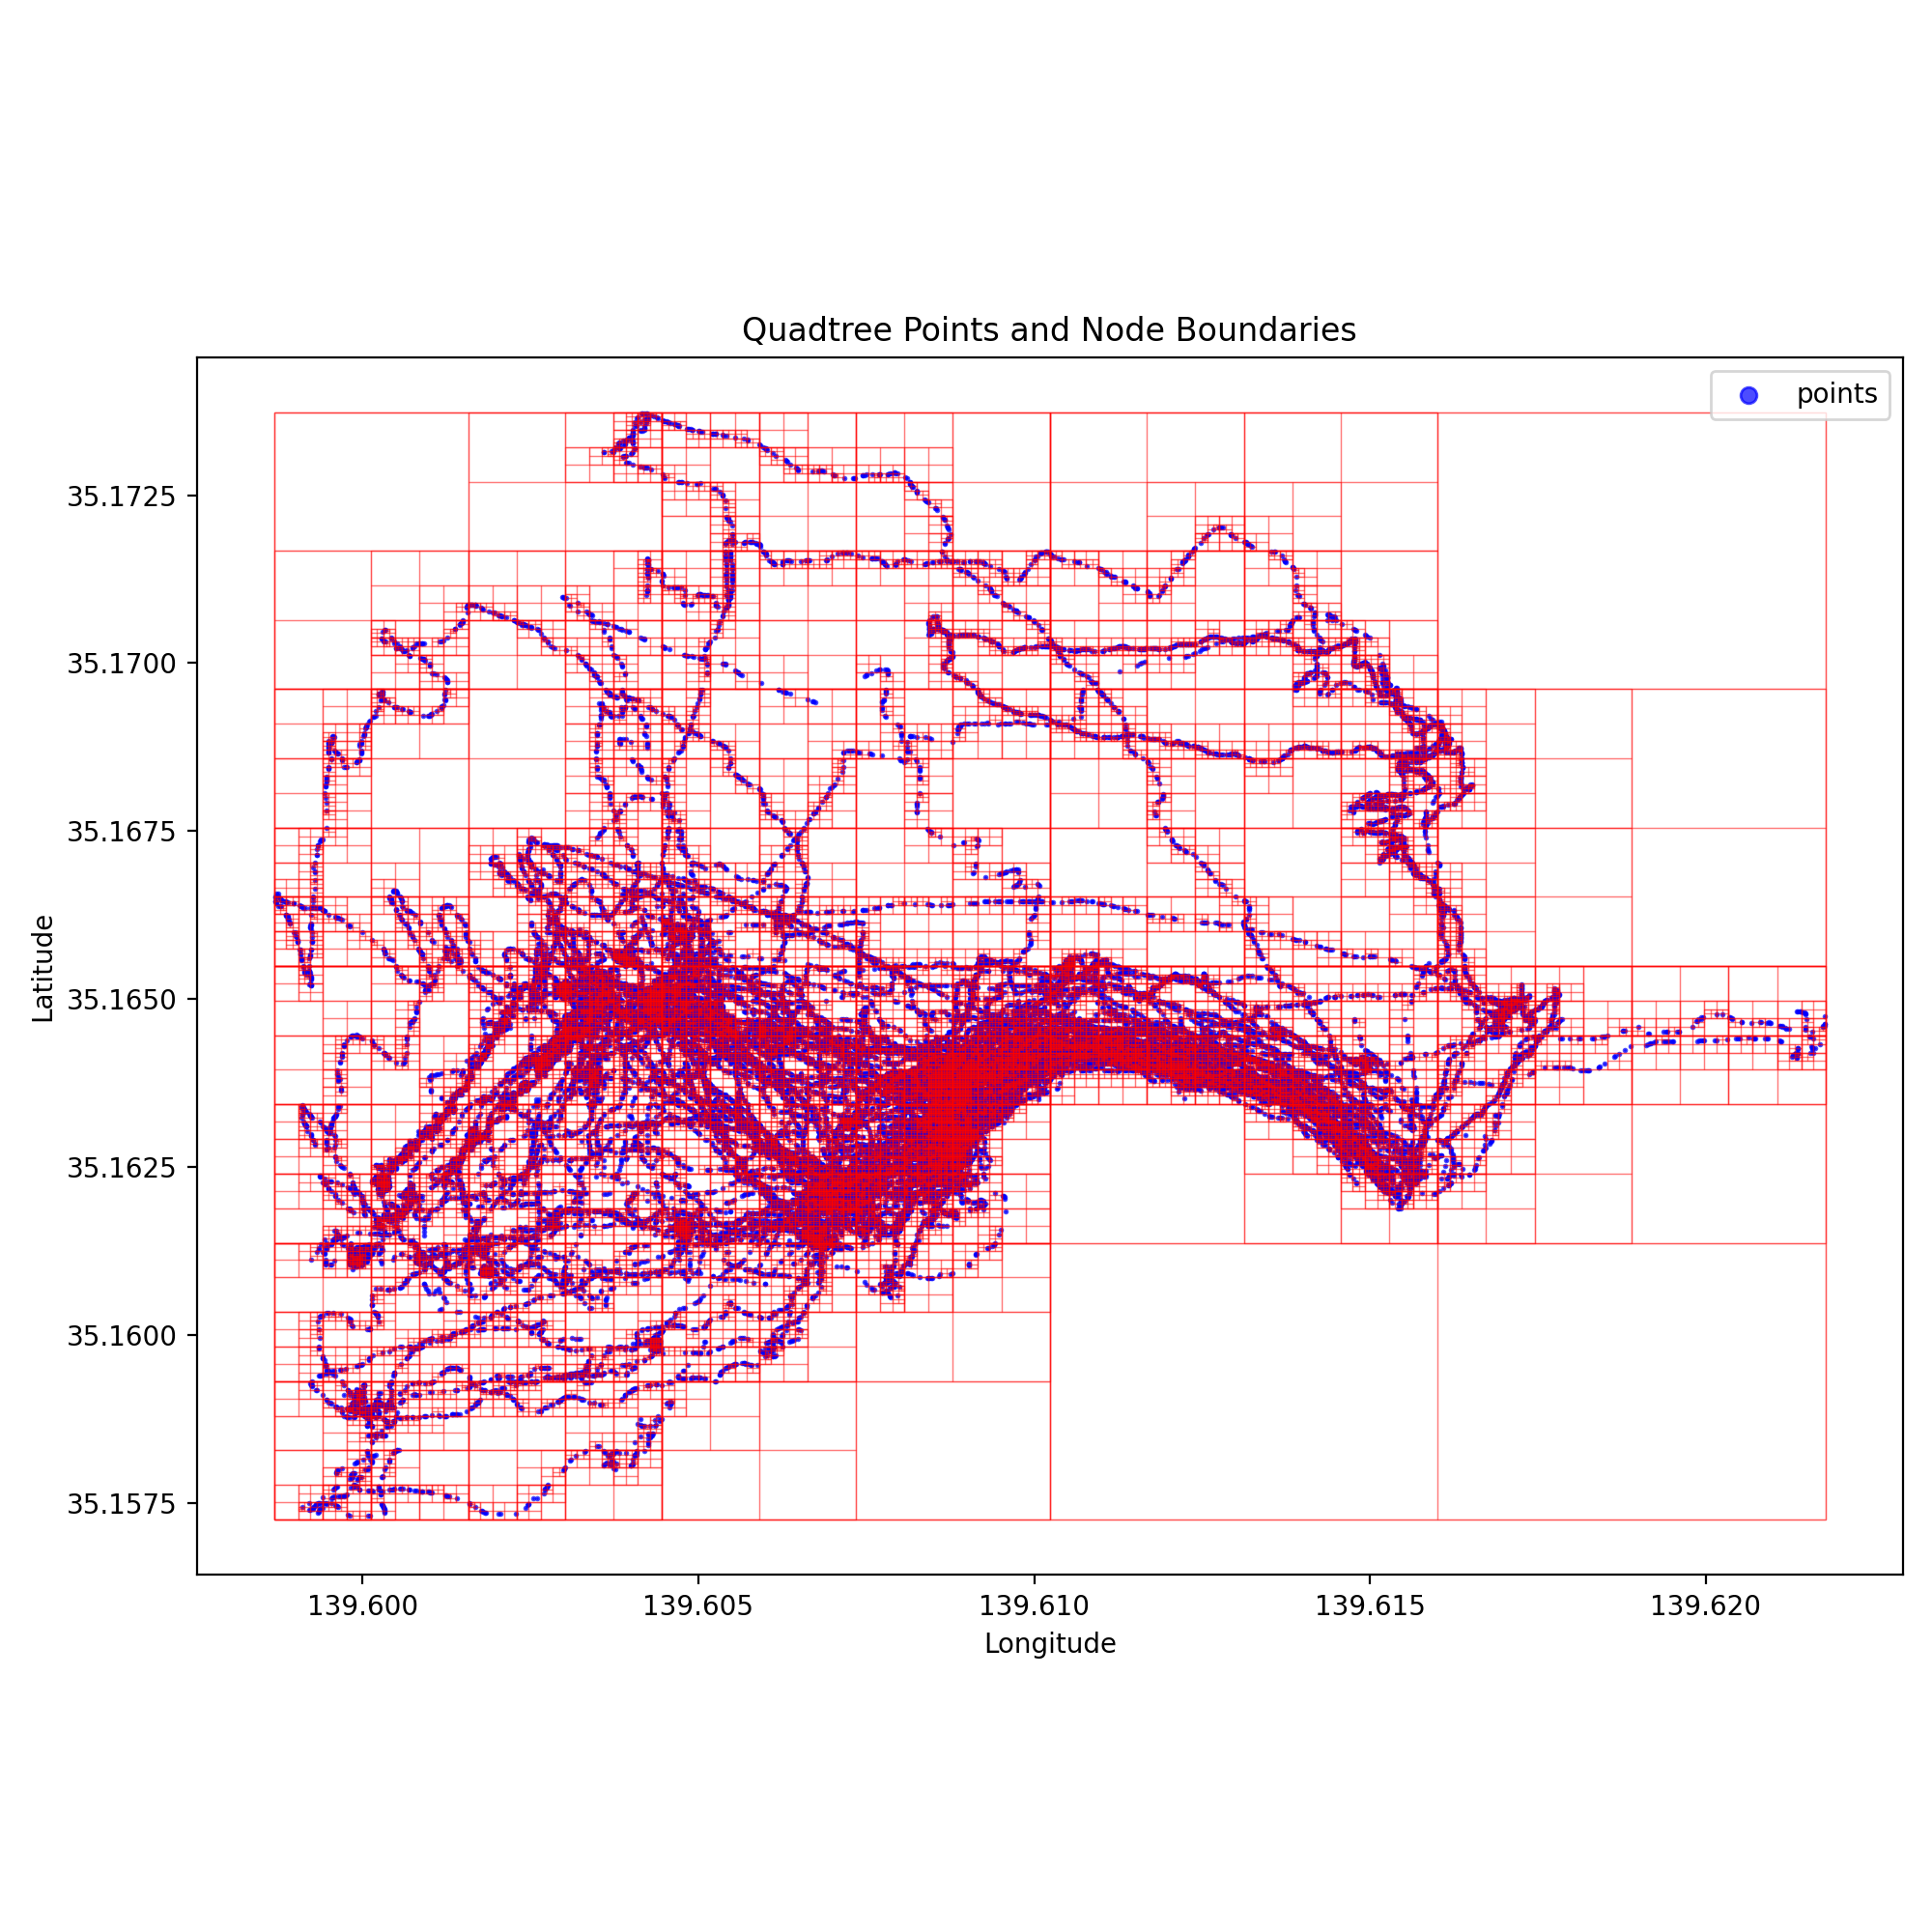 Quadtree Points and Node Boundaries
points
35.1725
35.1700
35.1675
35.1650
35.1625
35.1600
35.1575
Latitude
139.600 139.605 139.610 139.615 139.620
Longitude